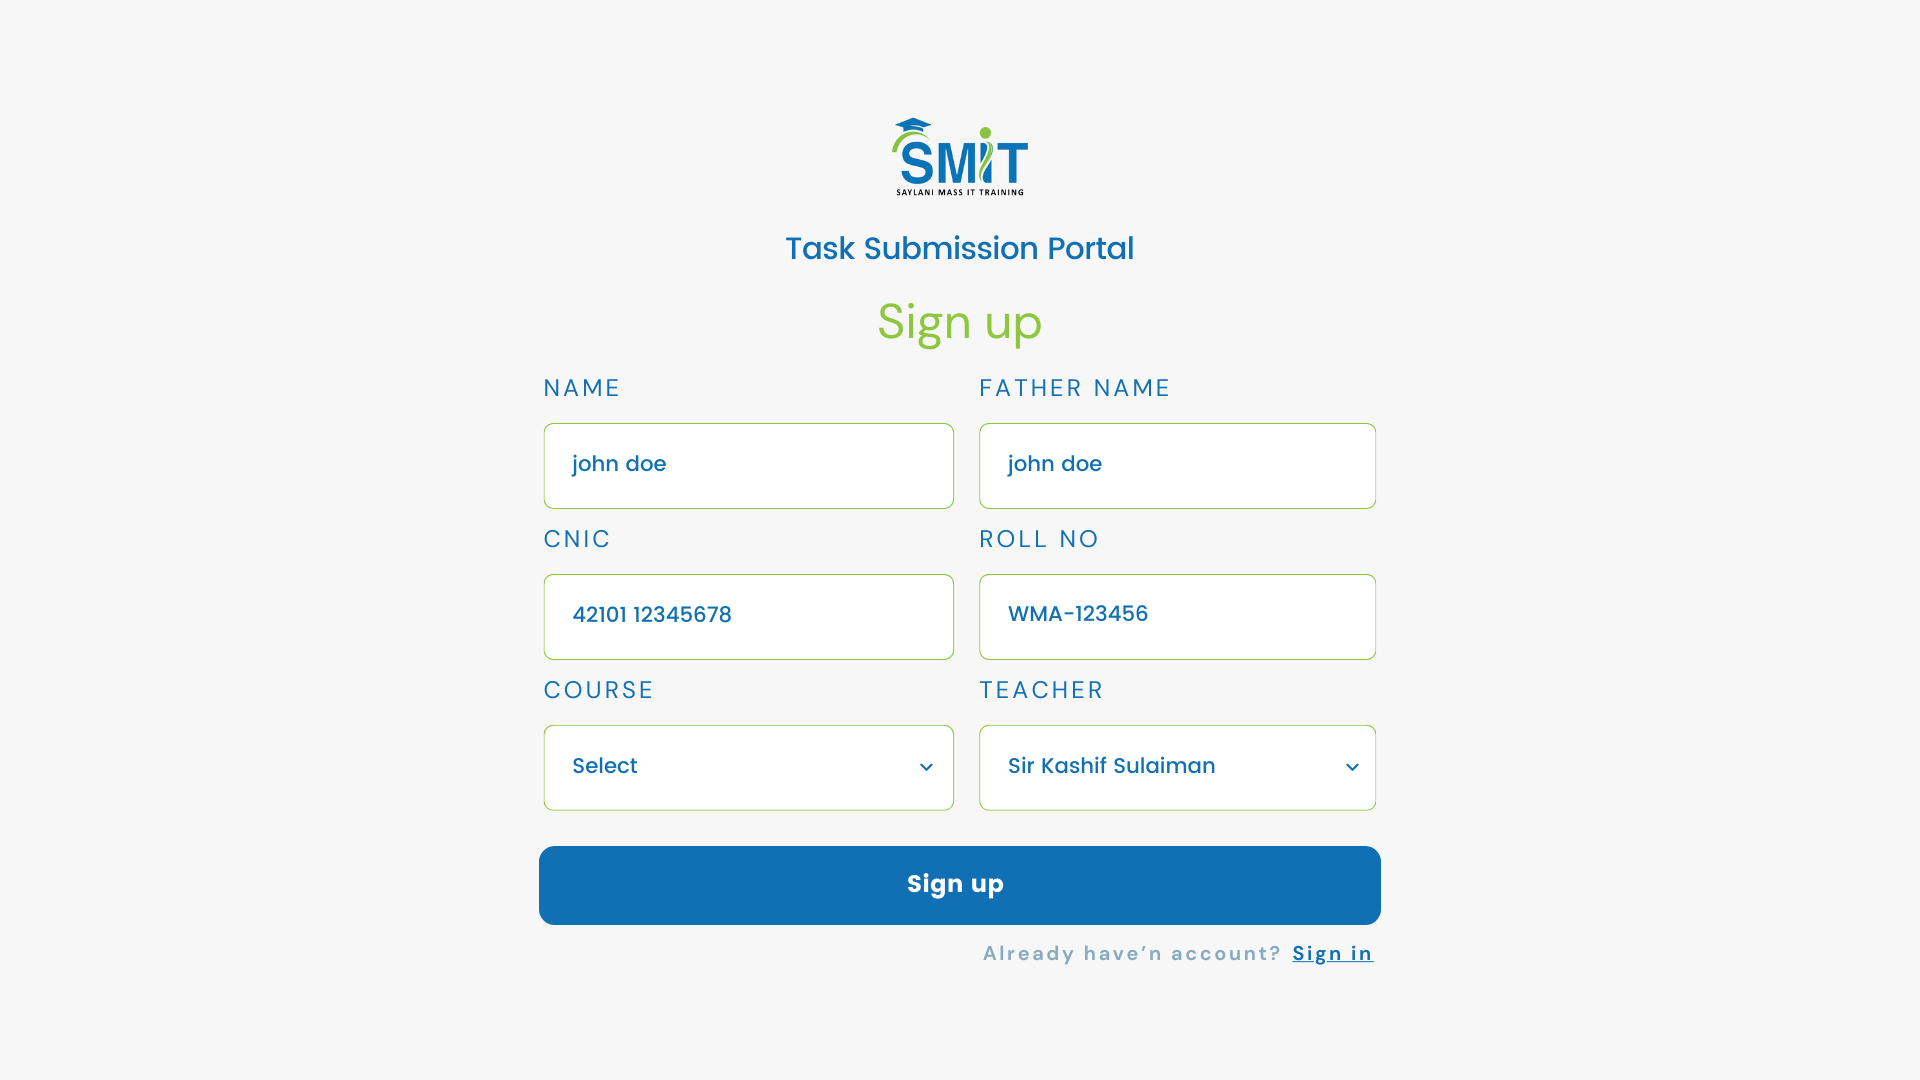 SMiT
SAYLANI MASS IT TRAINING
Task Submission Portal
Sign up
NAME
FATHER NAME
john doe
john doe
CNIC
ROLL NO
42101 12345678
WMA-123456
COURSE
TEACHER
Select
Sir Kashif Sulaiman
Sign up
Already have’n account? Sign in